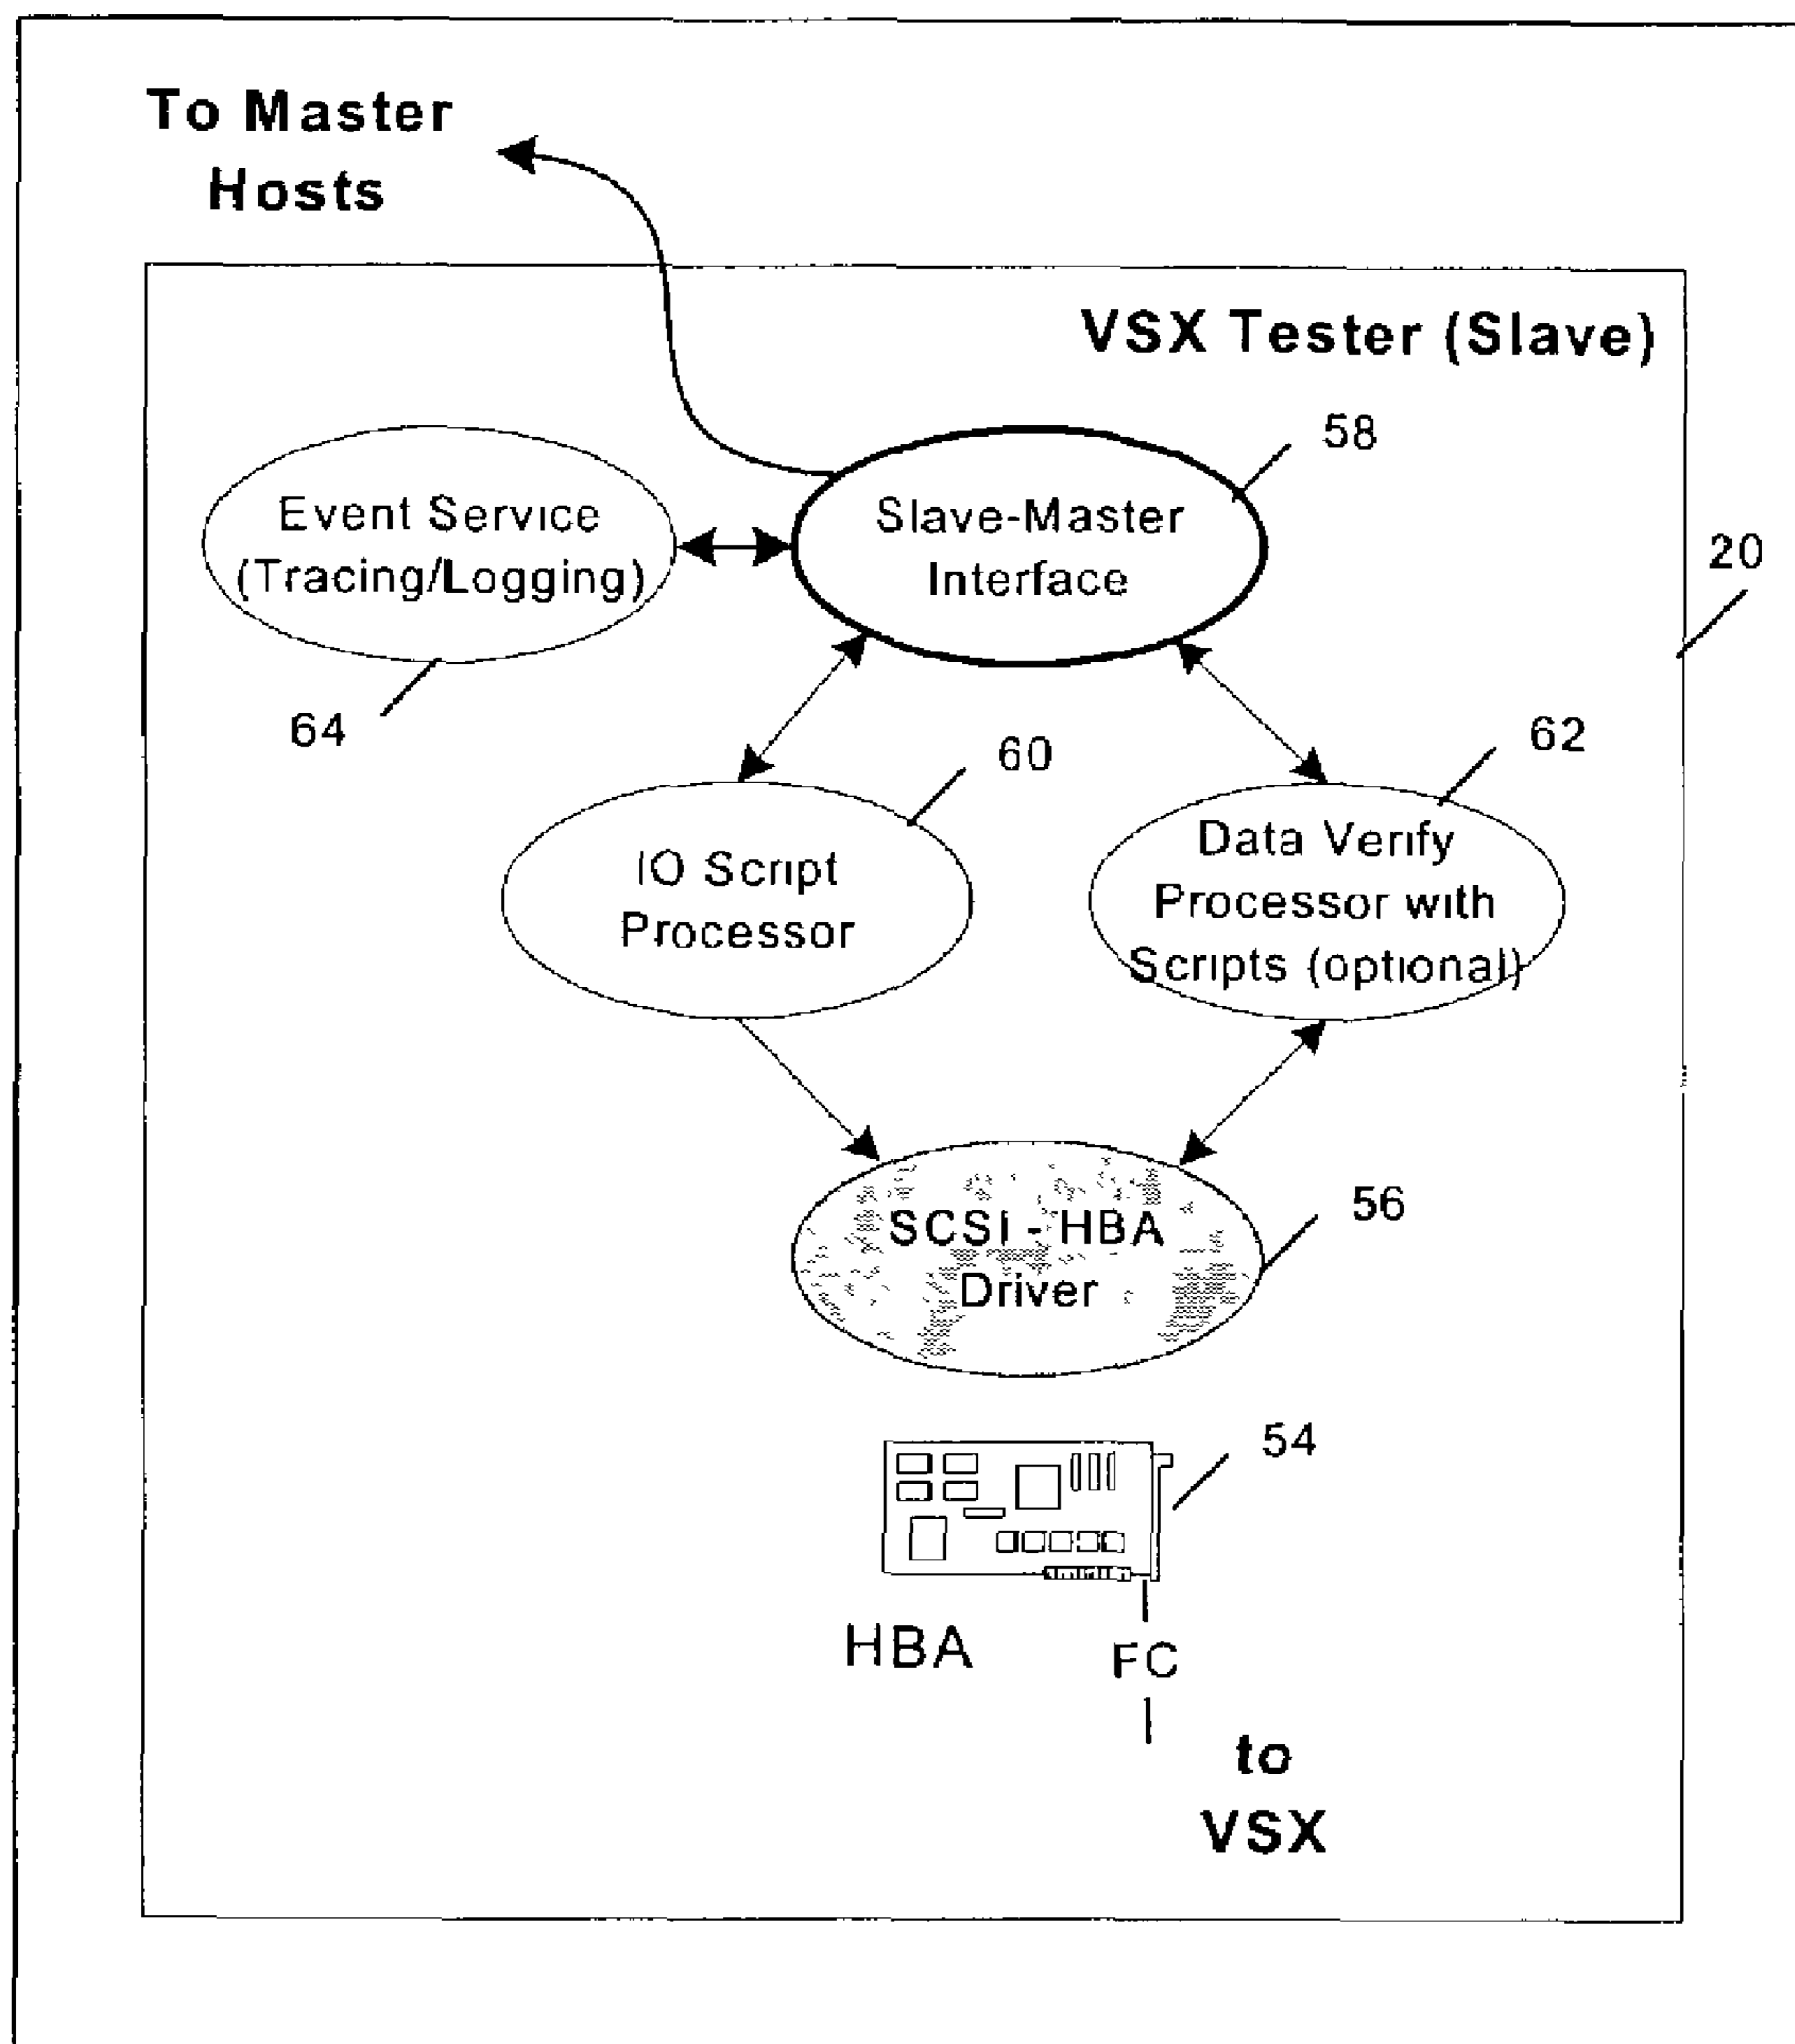 To Master
Hosts
VSX Tester (Slave)
58
Event Service
(Tracing/Logging)
Slave-Master
Interface
20
64
60
62
IO Script
Processor
Data Verify
Processor with
Scripts (optional)
SCSI - HBA
Driver
56
54
HBA
FC
to
VSX